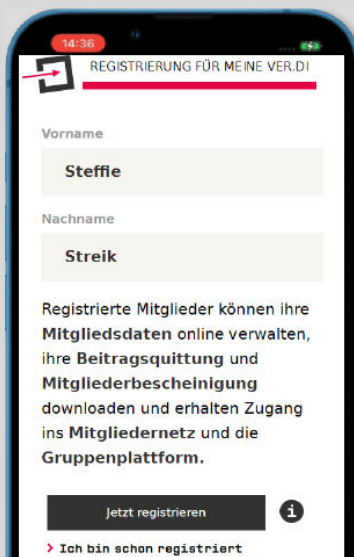 14:36
REGISTRIERUNG FÜR MEINE VER.DI
Vorname
Steffie
Nachname
Streik
Registrierte Mitglieder können ihre
Mitgliedsdaten online verwalten,
ihre Beitragsquittung und
Mitgliederbescheinigung
downloaden und erhalten Zugang
ins Mitgliedernetz und die
Gruppenplattform.
Jetzt registrieren
i
> Ich bin schon registriert